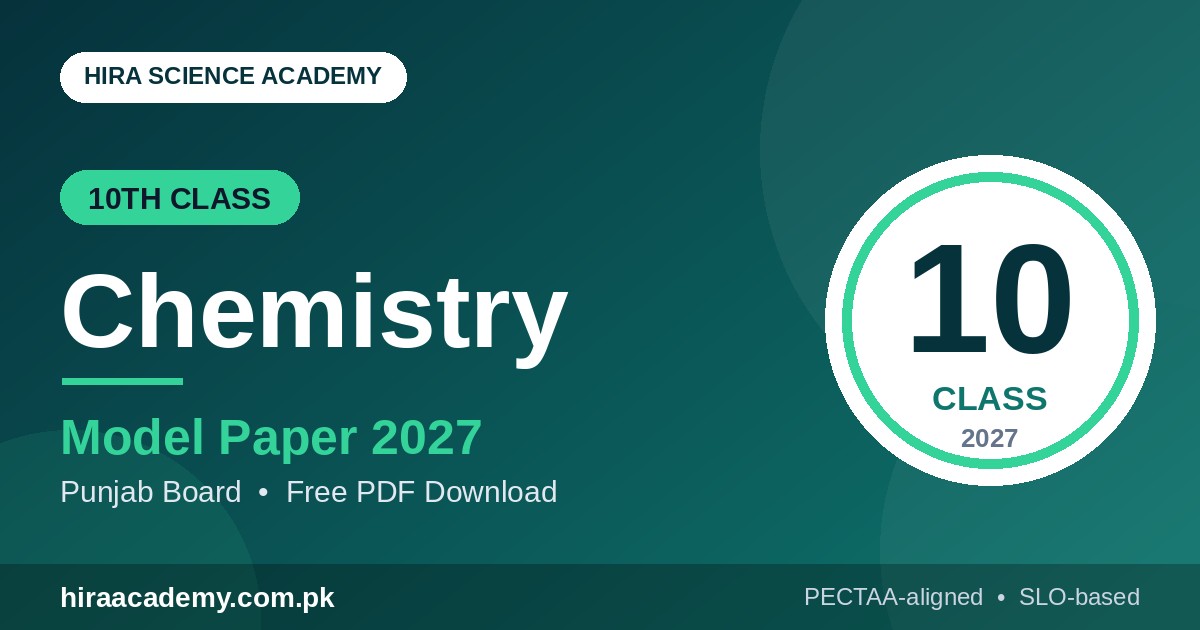 HIRA SCIENCE ACADEMY
10TH CLASS
Chemistry
Model Paper 2027
Punjab Board • Free PDF Download
10
CLASS
2027
hiraacademy.com.pk
PECTAA-aligned • SLO-based